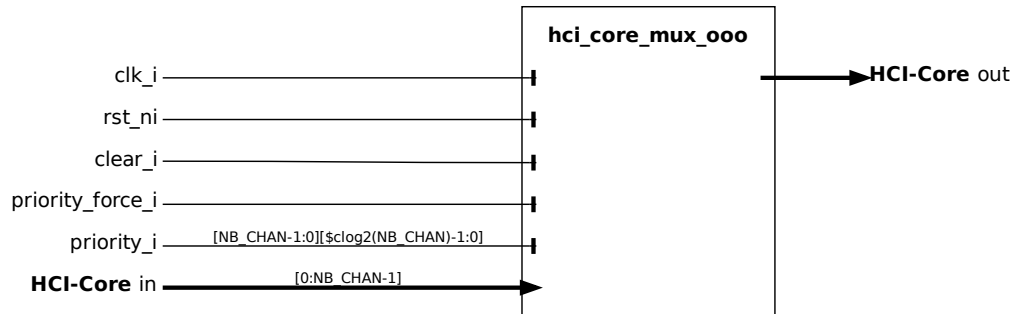 hci_core_mux_ooo
clk_i
HCI-Core out
rst_ni
clear_i
priority_force_i
priority_i [NB_CHAN-1:0][$clog2(NB_CHAN)-1:0]
HCI-Core in [0:NB_CHAN-1]